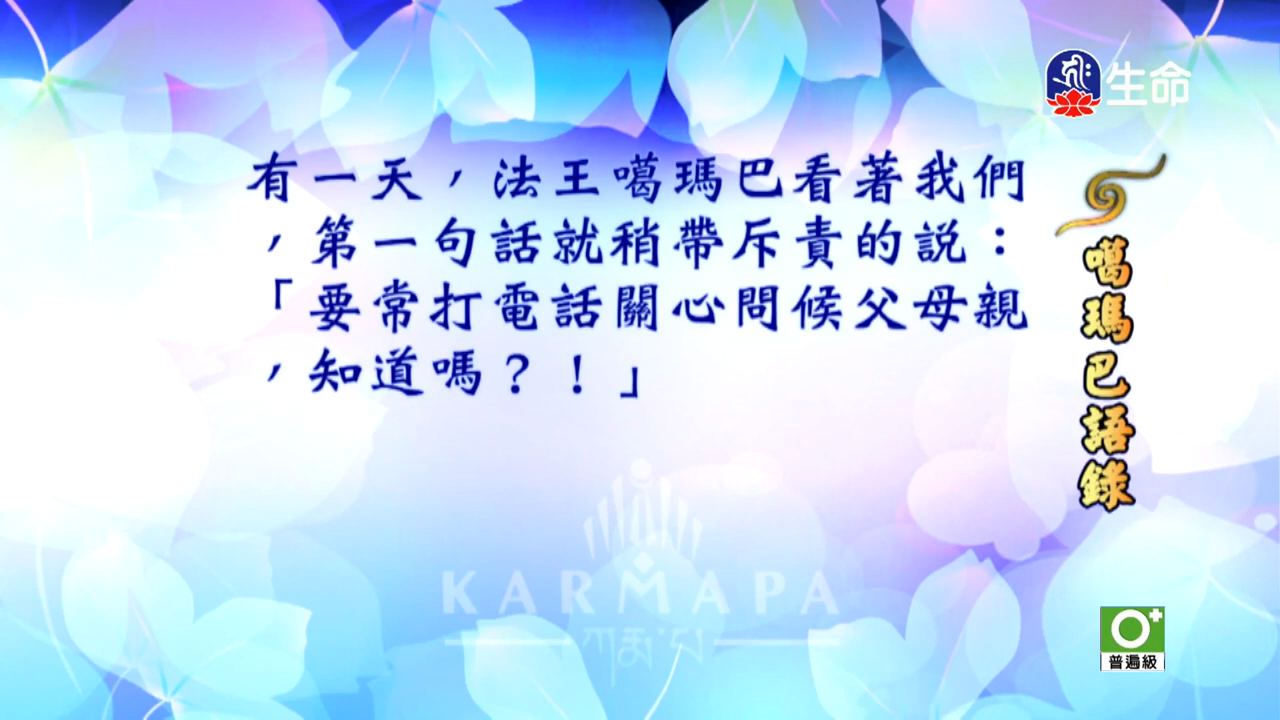 生命
有一天，法王噶瑪巴看著我們
，第一句話就稍帶斥責的說：
「要常打電話關心問候父母親
，知道嗎？！」
噶瑪巴語錄
KARMAPA
普遍級